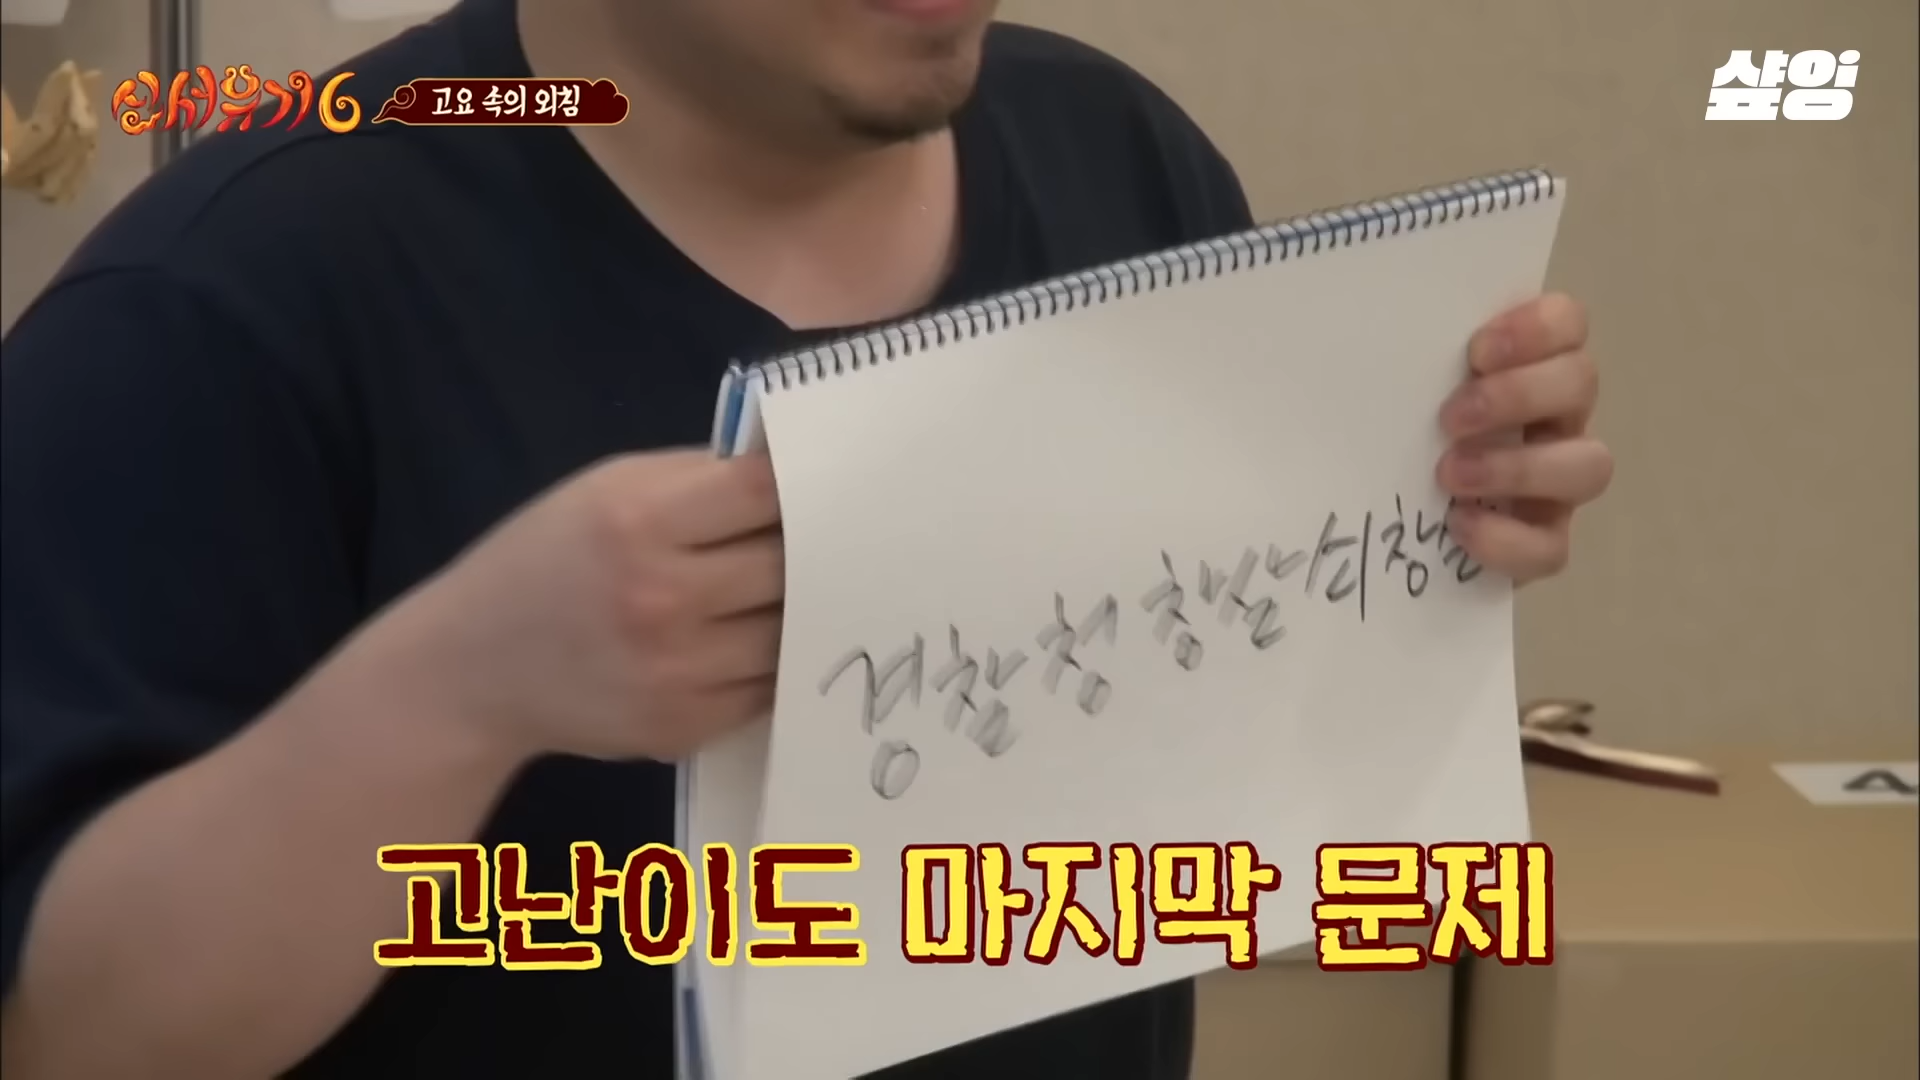 신서유기6
고요 속의 외침
샾잉
경찰청 창살 쇠창살
고난이도 마지막 문제
A